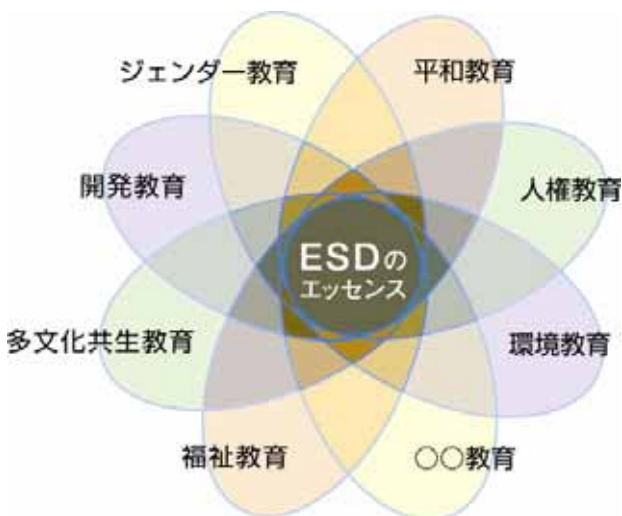 ジェンダー教育
平和教育
開発教育
人権教育
ESDの
エッセンス
多文化共生教育
環境教育
福祉教育
○○教育